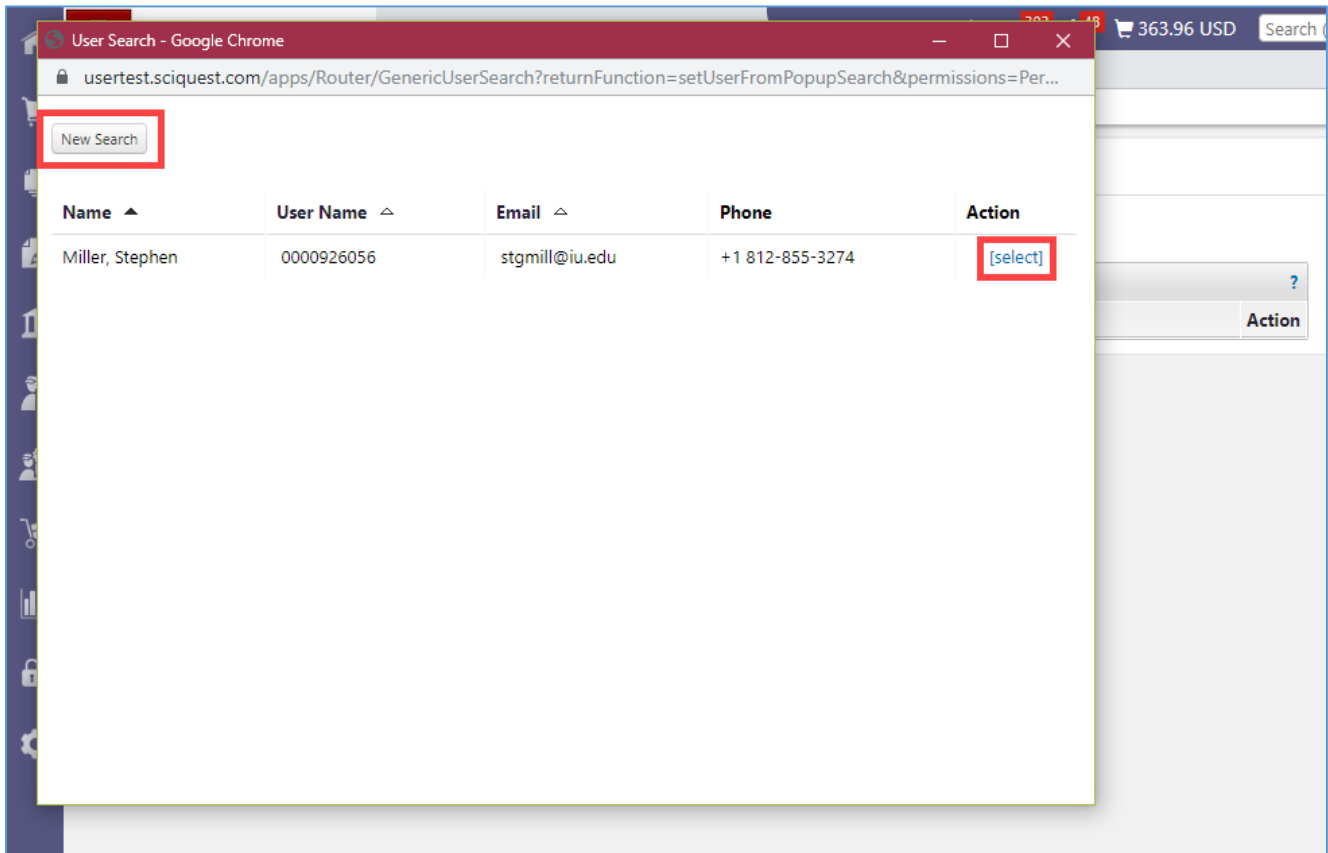 User Search - Google Chrome
48
363.96 USD
Search
usertest.sciquest.com/apps/Router/GenericUserSearch?returnFunction=setUserFromPopupSearch&permissions=Per...
New Search
Name User Name Email Phone Action
Miller, Stephen 0000926056 stgmill@iu.edu +1 812-855-3274 [select]
?
Action